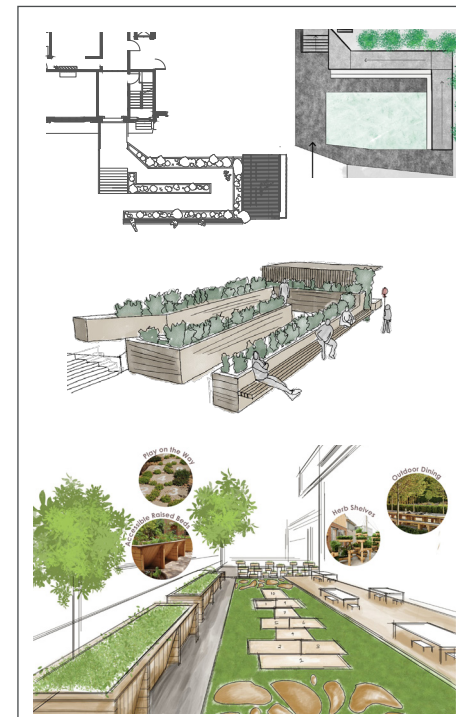 Play on the Way
Accessible Raised Beds
Herb Shelves
Outdoor Dining